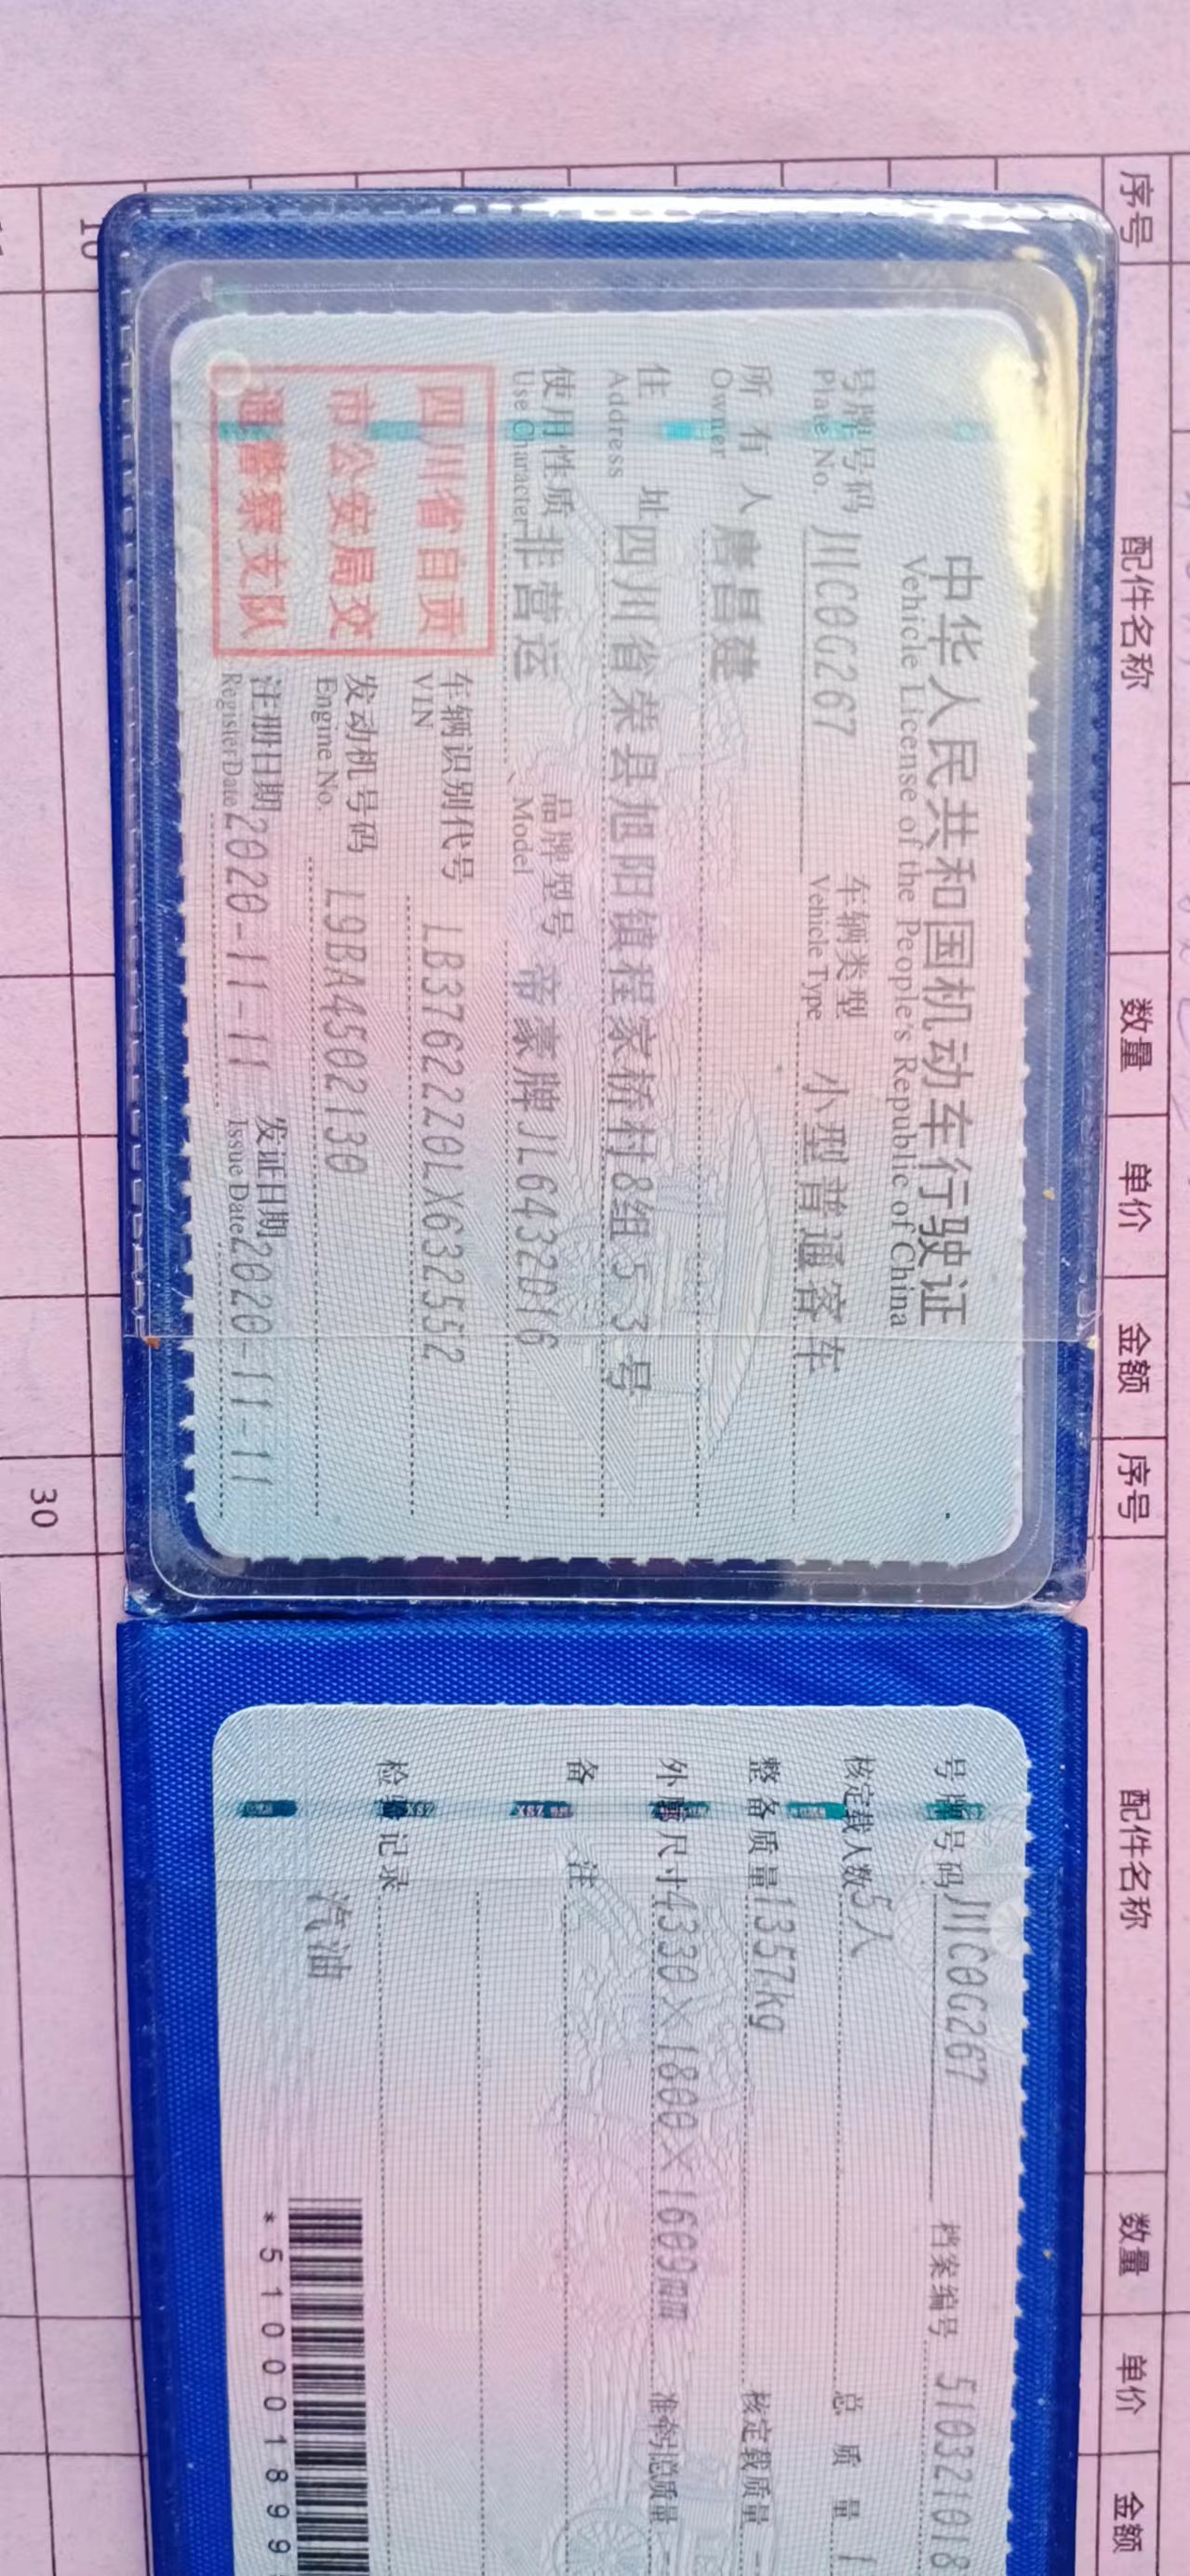 序号 配件名称 数量 单价 金额 序号 配件名称 数量 单价 金额
中华人民共和国机动车行驶证
Vehicle License of the People's Republic of China
号牌号码 川C0G267 车辆类型 小型普通客车
Plate No. Vehicle Type
所有人 唐昌建
Owner
住址 四川省荣县旭阳镇程家桥村8组53号
Address
使用性质 非营运 品牌型号 帝豪牌JL6432DY6
Use Character Model
四川省自贡
市公安局交
通警察支队
车辆识别代号 LB37622Z0LX632552
VIN
发动机号码 L9BA4502130
Engine No.
注册日期 2020-11-11 发证日期 2020-11-11
Register Date Issue Date
号牌号码 川C0G267 档案编号 510321018
核定载人数 5人 总质量 1
整备质量 1357kg 核定载质量
外廓尺寸 4330×1800×1609mm 准牵引总质量
备注
检验记录
汽油
*510001899
10
30